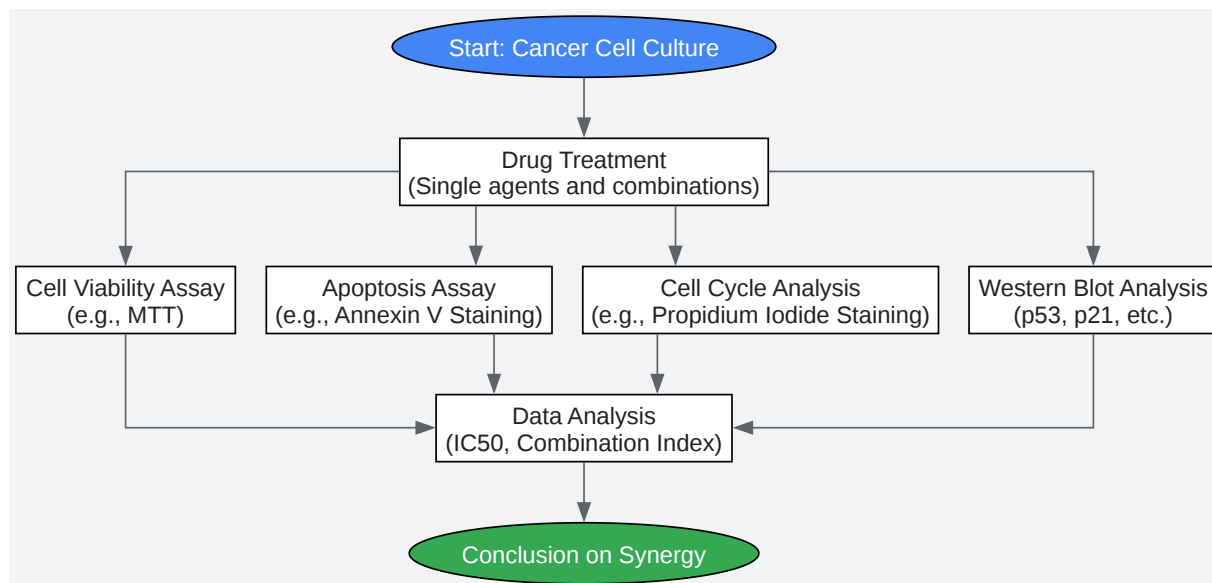 Start: Cancer Cell Culture
Drug Treatment
(Single agents and combinations)
Cell Viability Assay
(e.g., MTT)
Apoptosis Assay
(e.g., Annexin V Staining)
Cell Cycle Analysis
(e.g., Propidium Iodide Staining)
Western Blot Analysis
(p53, p21, etc.)
Data Analysis
(IC50, Combination Index)
Conclusion on Synergy